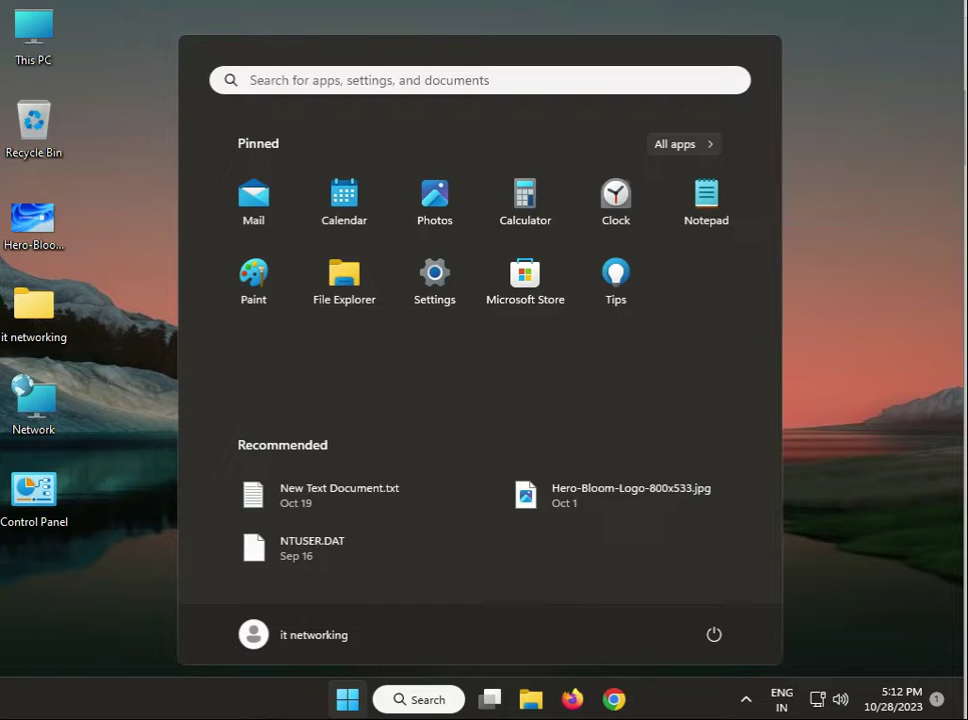 This PC
Recycle Bin
Hero-Bloo...
it networking
Network
Control Panel
Search for apps, settings, and documents
Pinned
All apps
Mail
Calendar
Photos
Calculator
Clock
Notepad
Paint
File Explorer
Settings
Microsoft Store
Tips
Recommended
New Text Document.txt
Oct 19
Hero-Bloom-Logo-800x533.jpg
Oct 1
NTUSER.DAT
Sep 16
it networking
Search
ENG
IN
5:12 PM
10/28/2023
1